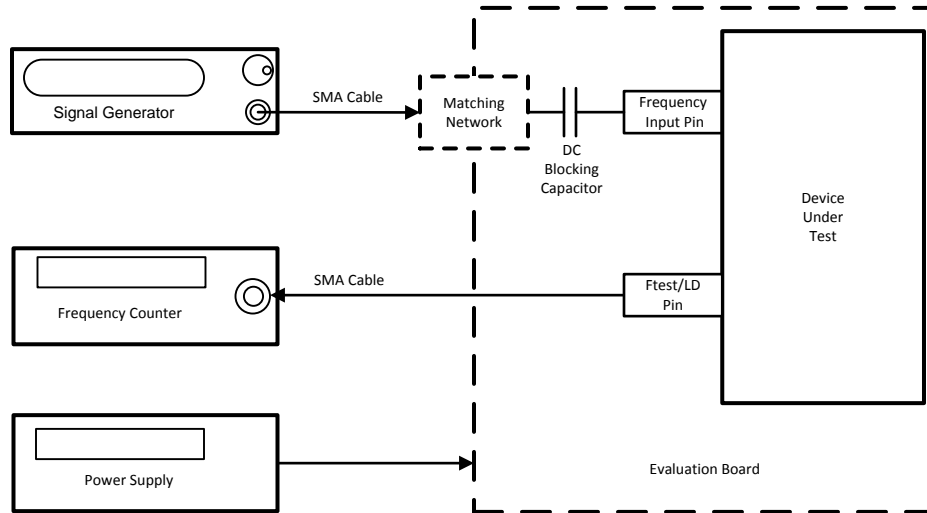 Signal Generator
SMA Cable
Matching
Network
DC
Blocking
Capacitor
Frequency
Input Pin
Device
Under
Test
Frequency Counter
SMA Cable
Ftest/LD
Pin
Power Supply
Evaluation Board